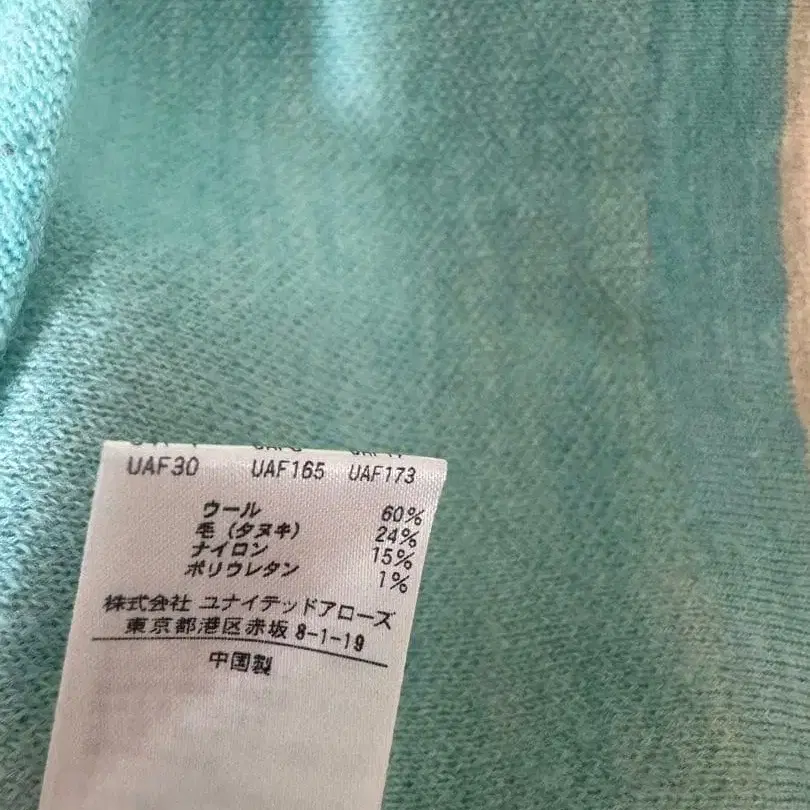 UAF30 UAF165 UAF173
ウール 60%
毛 (タヌキ) 24%
ナイロン 15%
ポリウレタン 1%
株式会社 ユナイテッドアローズ
東京都港区赤坂 8-1-19
中国製